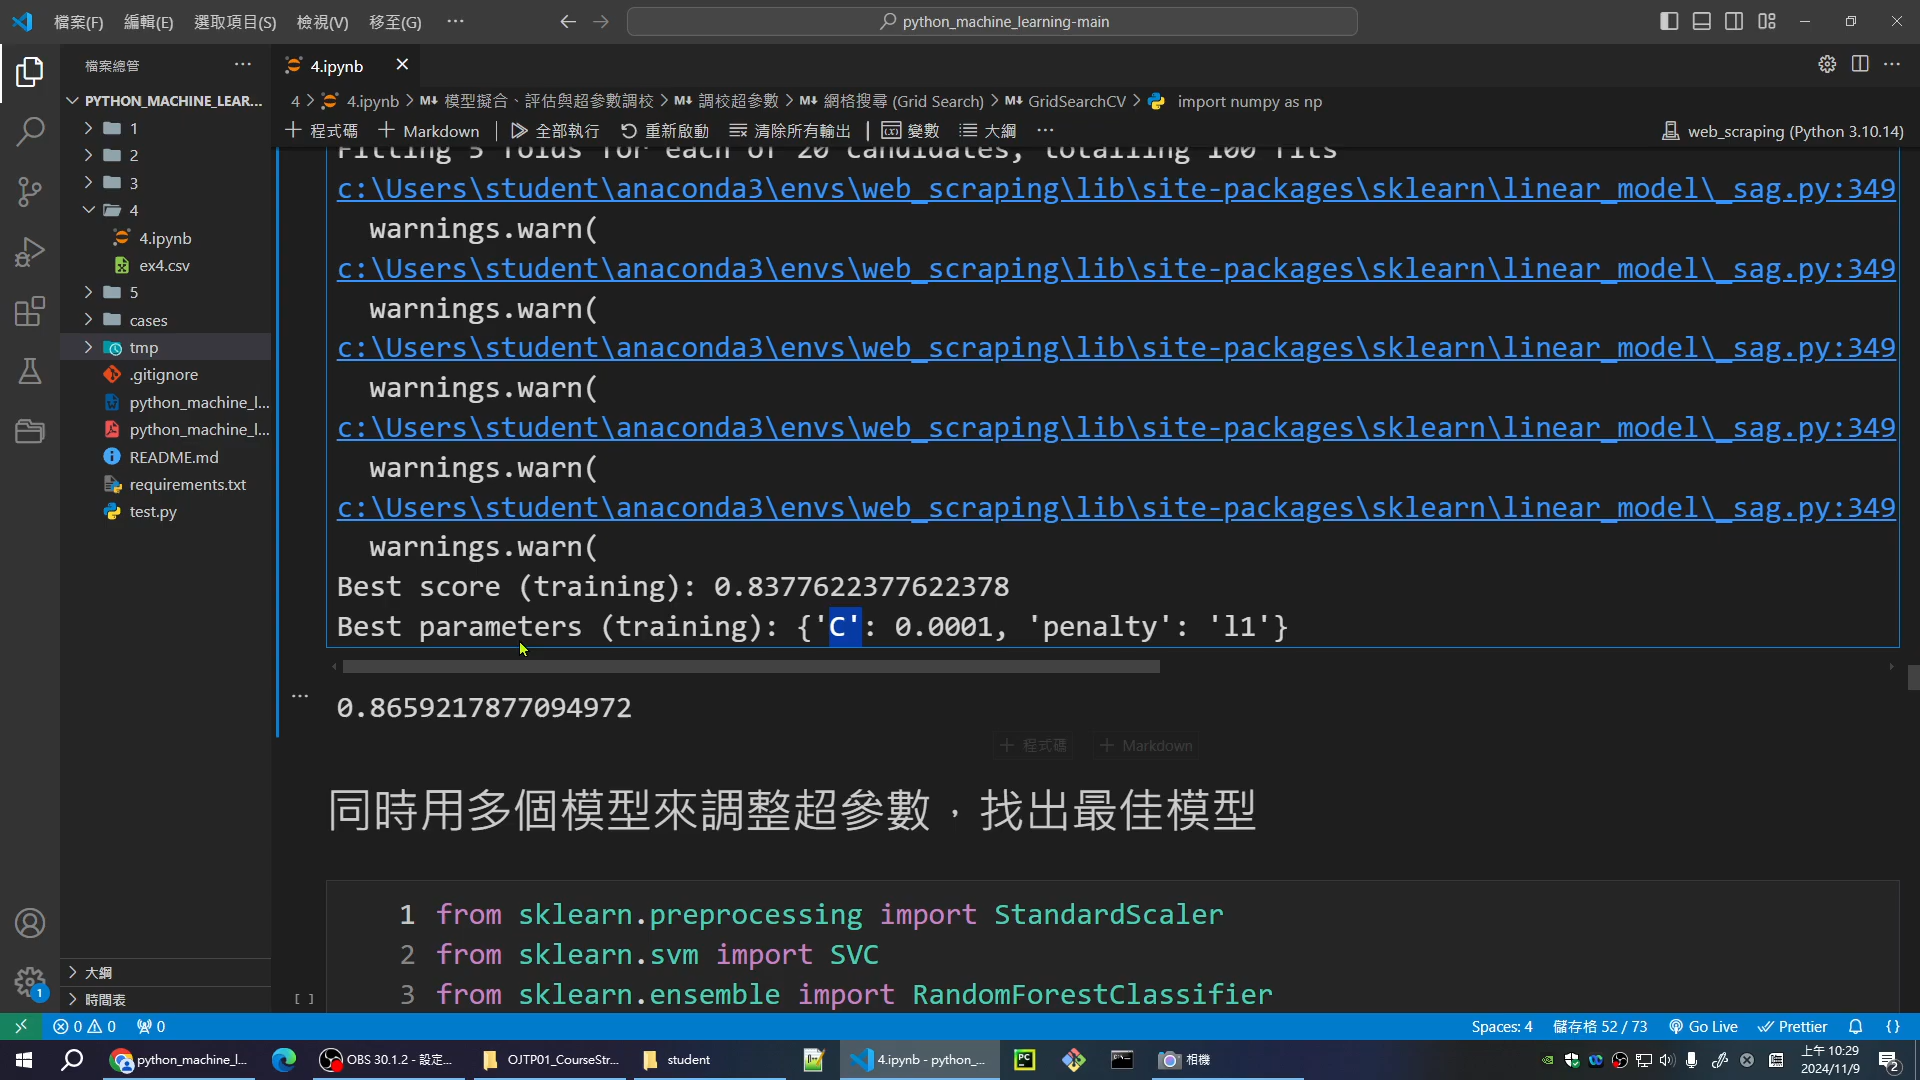 檔案(F) 編輯(E) 選取項目(S) 檢視(V) 移至(G) ···
python_machine_learning-main
檔案總管 ···
4.ipynb
PYTHON_MACHINE_LEAR...
1
2
3
4
4.ipynb
ex4.csv
5
cases
tmp
.gitignore
python_machine_l...
python_machine_l...
README.md
requirements.txt
test.py
大綱
時間表
4 > 4.ipynb > M↓ 模型擬合、評估與超參數調校 > M↓ 調校超參數 > M↓ 網格搜尋 (Grid Search) > M↓ GridSearchCV > import numpy as np
+ 程式碼 + Markdown | 全部執行 重新啟動 清除所有輸出 | 變數 大綱 ···
web_scraping (Python 3.10.14)
Fitting 5 folds for each of 20 candidates, totalling 100 fits
c:\Users\student\anaconda3\envs\web_scraping\lib\site-packages\sklearn\linear_model\_sag.py:349
warnings.warn(
c:\Users\student\anaconda3\envs\web_scraping\lib\site-packages\sklearn\linear_model\_sag.py:349
warnings.warn(
c:\Users\student\anaconda3\envs\web_scraping\lib\site-packages\sklearn\linear_model\_sag.py:349
warnings.warn(
c:\Users\student\anaconda3\envs\web_scraping\lib\site-packages\sklearn\linear_model\_sag.py:349
warnings.warn(
c:\Users\student\anaconda3\envs\web_scraping\lib\site-packages\sklearn\linear_model\_sag.py:349
warnings.warn(
Best score (training): 0.8377622377622378
Best parameters (training): {'C': 0.0001, 'penalty': 'l1'}
0.8659217877094972
+ 程式碼 + Markdown
同時用多個模型來調整超參數，找出最佳模型
1 from sklearn.preprocessing import StandardScaler
2 from sklearn.svm import SVC
[ ] 3 from sklearn.ensemble import RandomForestClassifier
1
0 0 0
Spaces: 4 儲存格 52 / 73 Go Live Prettier {}
python_machine_l...
OBS 30.1.2 - 設定...
OJTP01_CourseStr...
student
4.ipynb - python_...
PC
相機
上午 10:29
2024/11/9
2